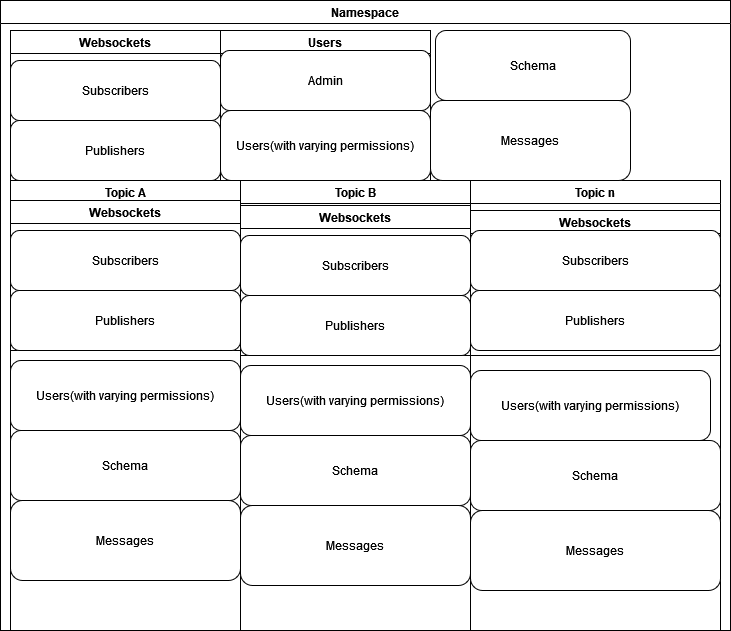 Namespace
Websockets
Users
Schema
Subscribers
Admin
Publishers
Users(with varying permissions)
Messages
Topic A
Topic B
Topic n
Websockets
Websockets
Websockets
Subscribers
Subscribers
Subscribers
Publishers
Publishers
Publishers
Users(with varying permissions)
Users(with varying permissions)
Users(with varying permissions)
Schema
Schema
Schema
Messages
Messages
Messages